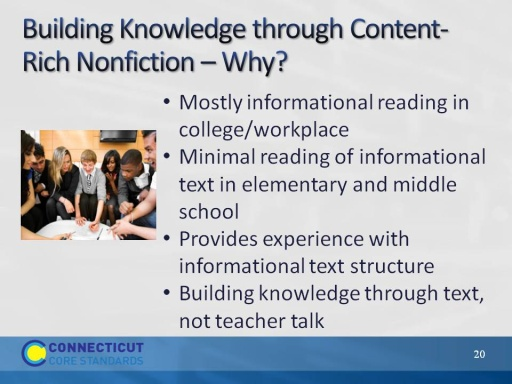 Building Knowledge through Content-
Rich Nonfiction – Why?
• Mostly informational reading in
college/workplace
• Minimal reading of informational
text in elementary and middle
school
• Provides experience with
informational text structure
• Building knowledge through text,
not teacher talk
CONNECTICUT
CORE STANDARDS
20